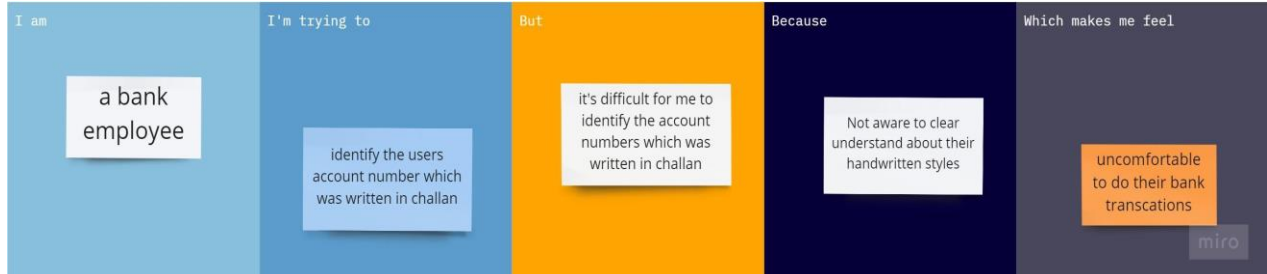 I am
a bank
employee
I'm trying to
identify the users
account number which
was written in challan
But
it's difficult for me to
identify the account
numbers which was
written in challan
Because
Not aware to clear
understand about their
handwritten styles
Which makes me feel
uncomfortable
to do their bank
transcations
miro